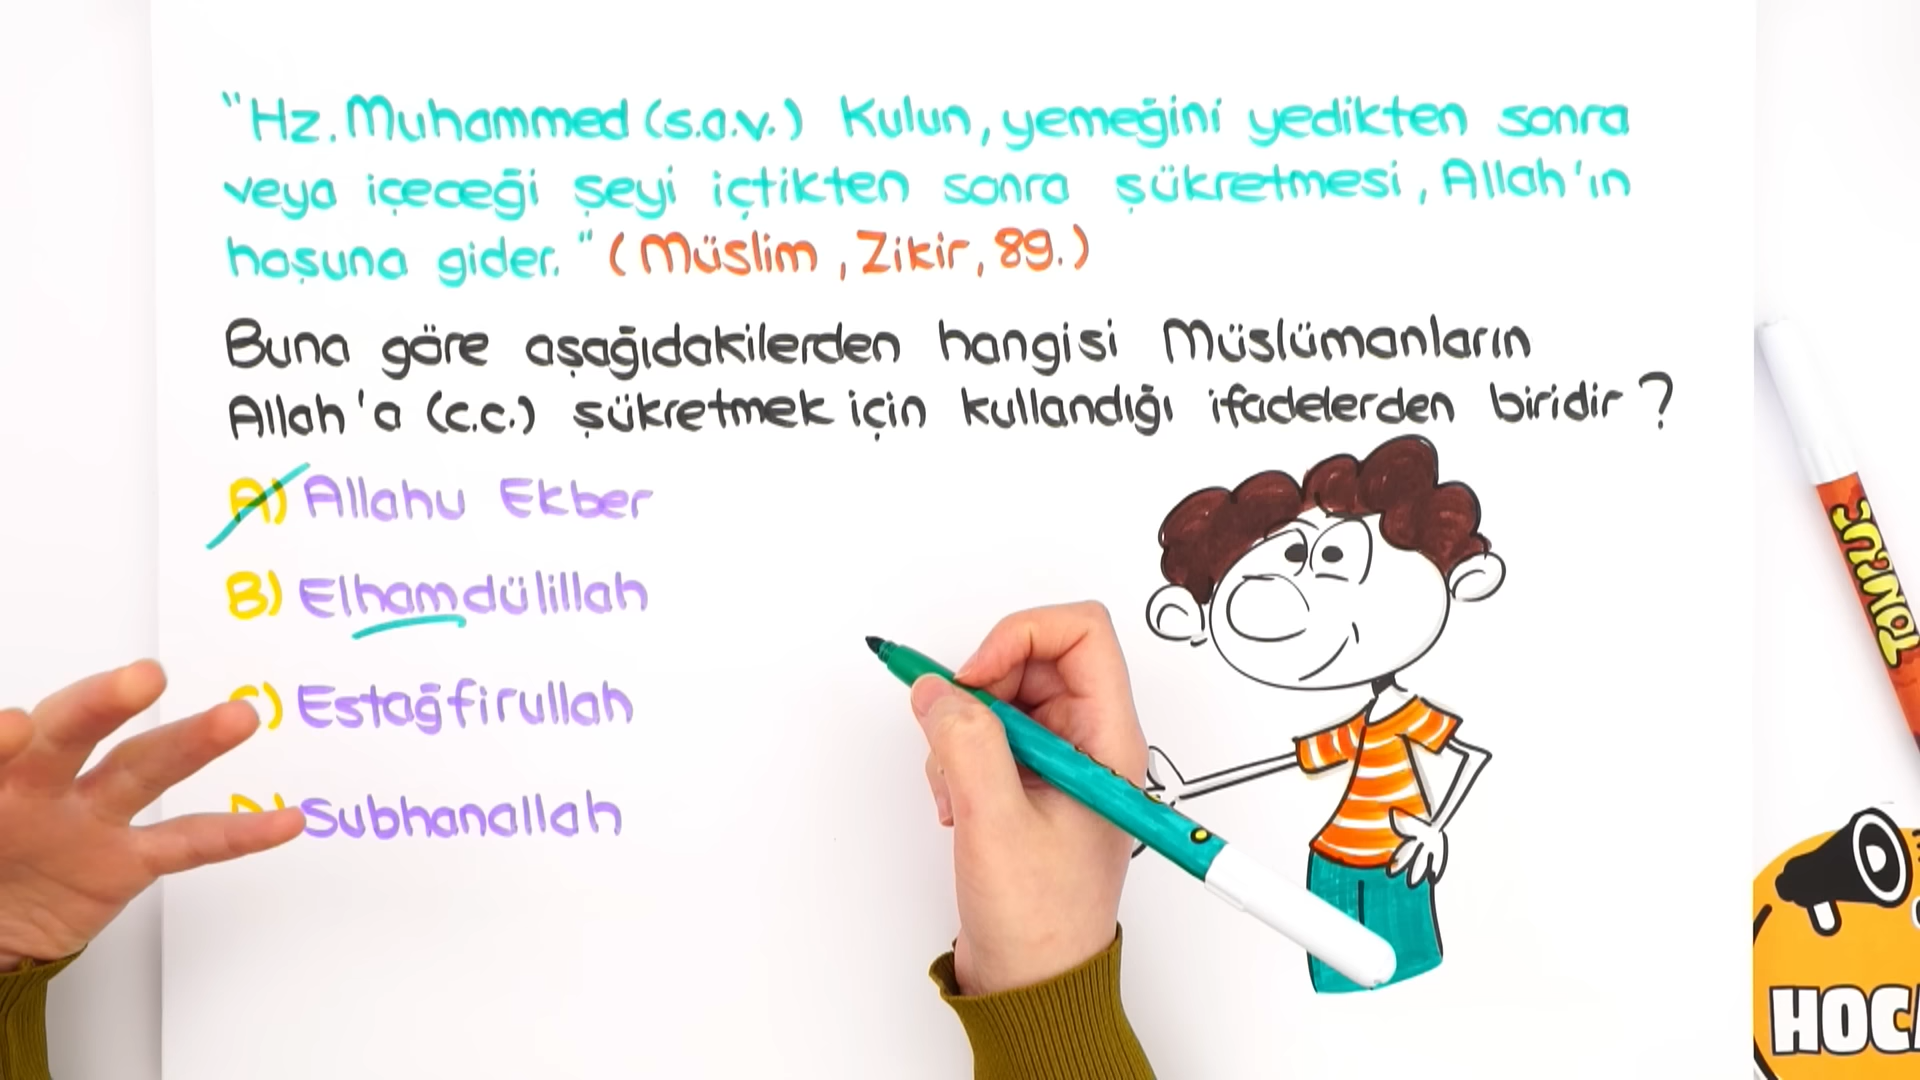 "Hz. Muhammed (s.a.v.) Kulun, yemeğini yedikten sonra
veya içeceği şeyi içtikten sonra şükretmesi, Allah'ın
hoşuna gider." (Müslim, Zikir, 89.)
Buna göre aşağıdakilerden hangisi Müslümanların
Allah'a (c.c.) şükretmek için kullandığı ifadelerden biridir?
A) Allahu Ekber
B) Elhamdülillah
C) Estağfirullah
D) Subhanallah
TONGUÇ